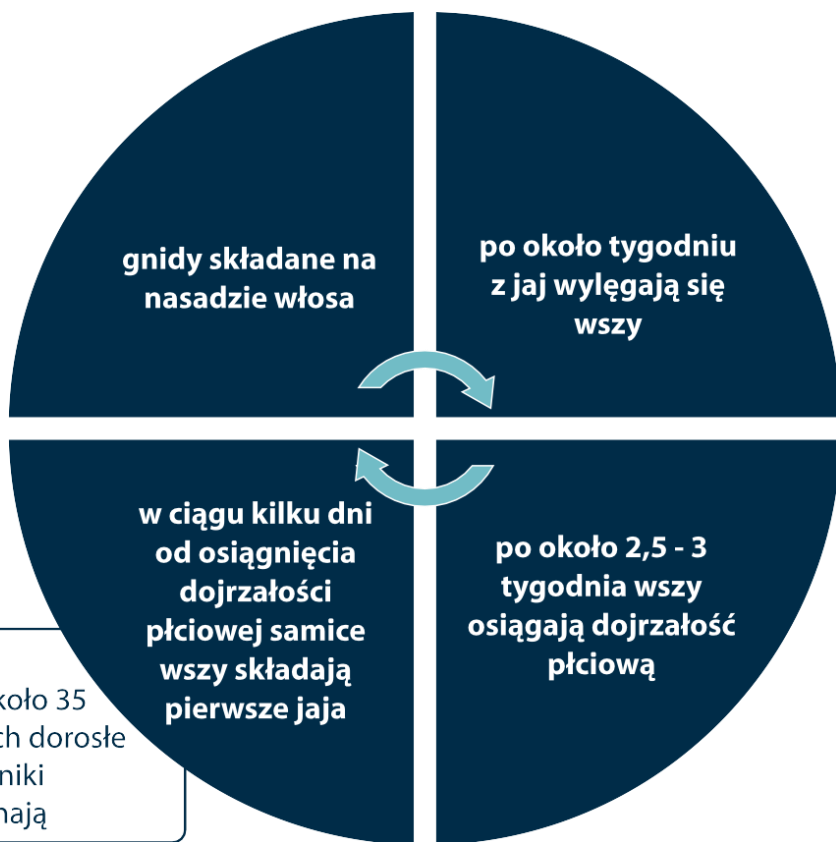 gnidy składane na
nasadzie włosa
po około tygodniu
z jaj wylęgają się
wszy
po około 2,5 - 3
tygodnia wszy
osiągają dojrzałość
płciową
w ciągu kilku dni
od osiągnięcia
dojrzałości
płciowej samice
wszy składają
pierwsze jaja
35
dorosłe